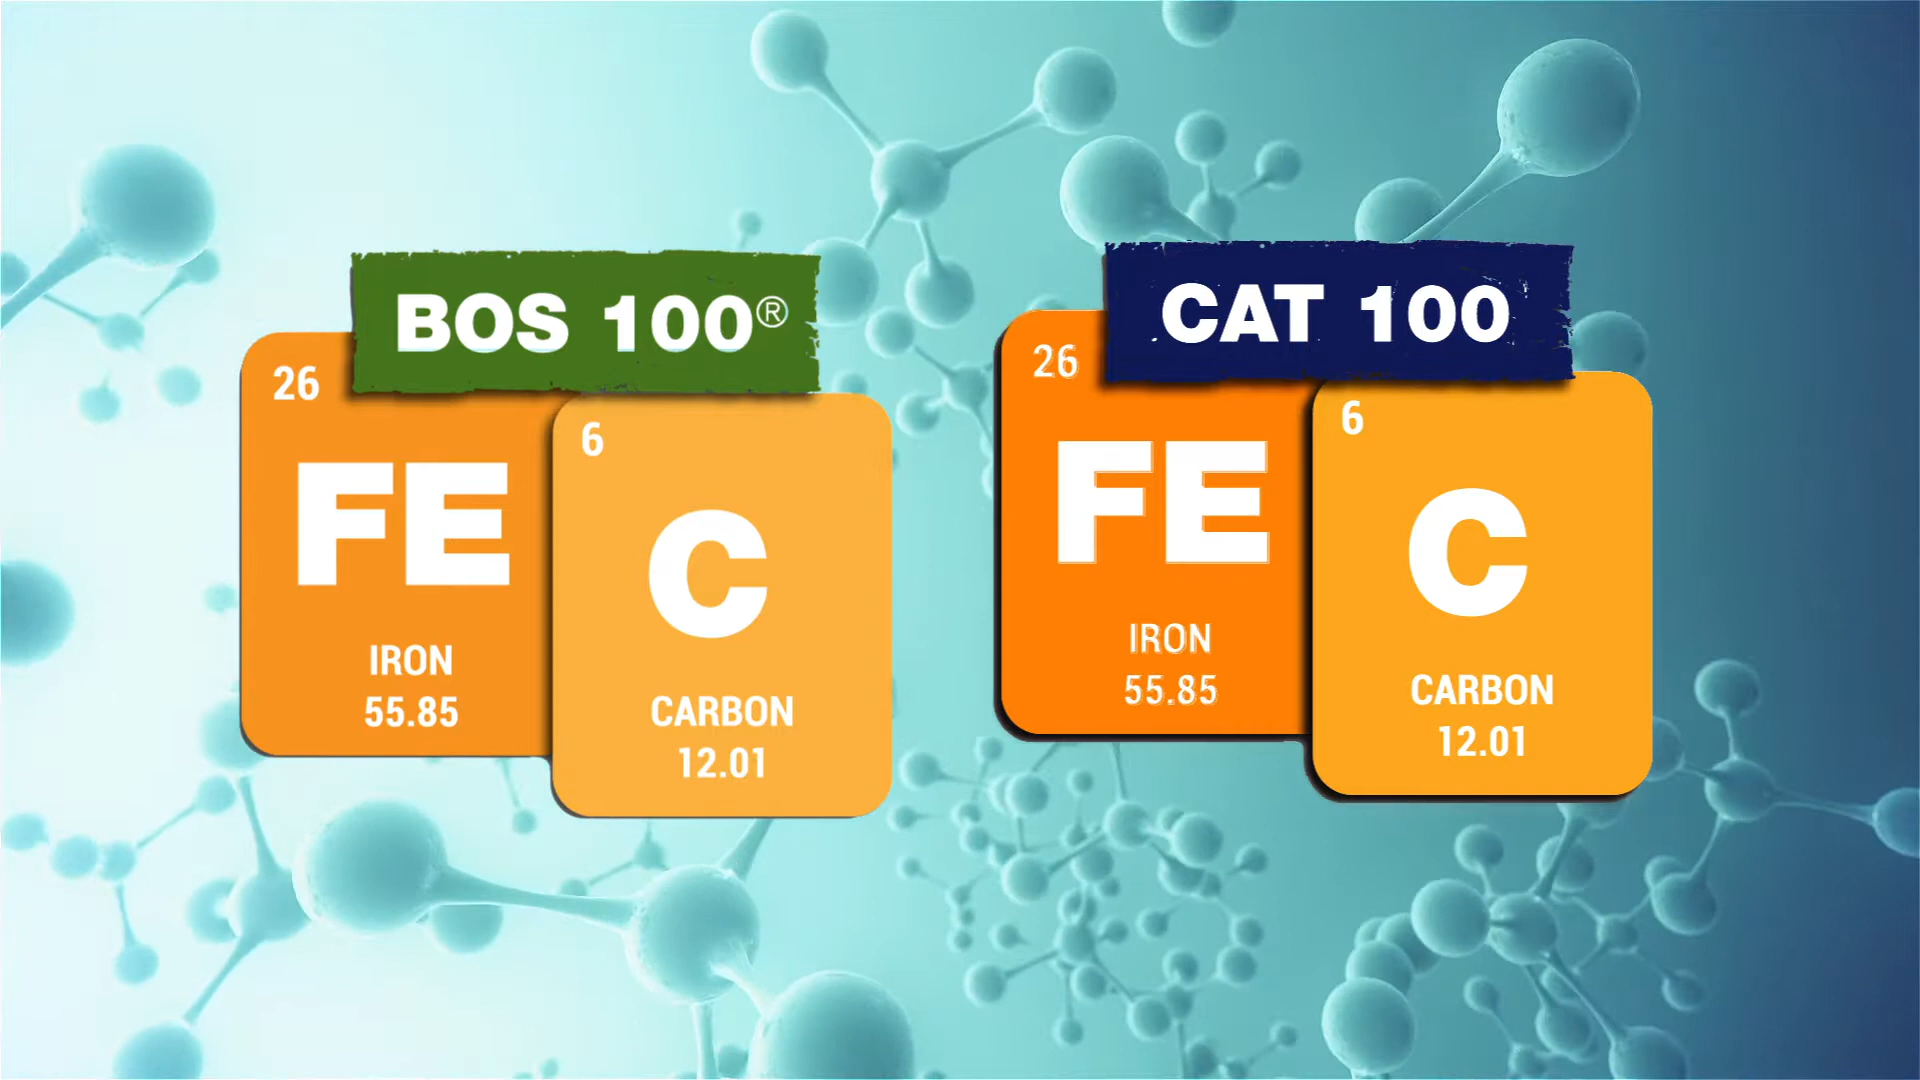 BOS 100®
26
FE
IRON
55.85
6
C
CARBON
12.01
CAT 100
26
FE
IRON
55.85
6
C
CARBON
12.01